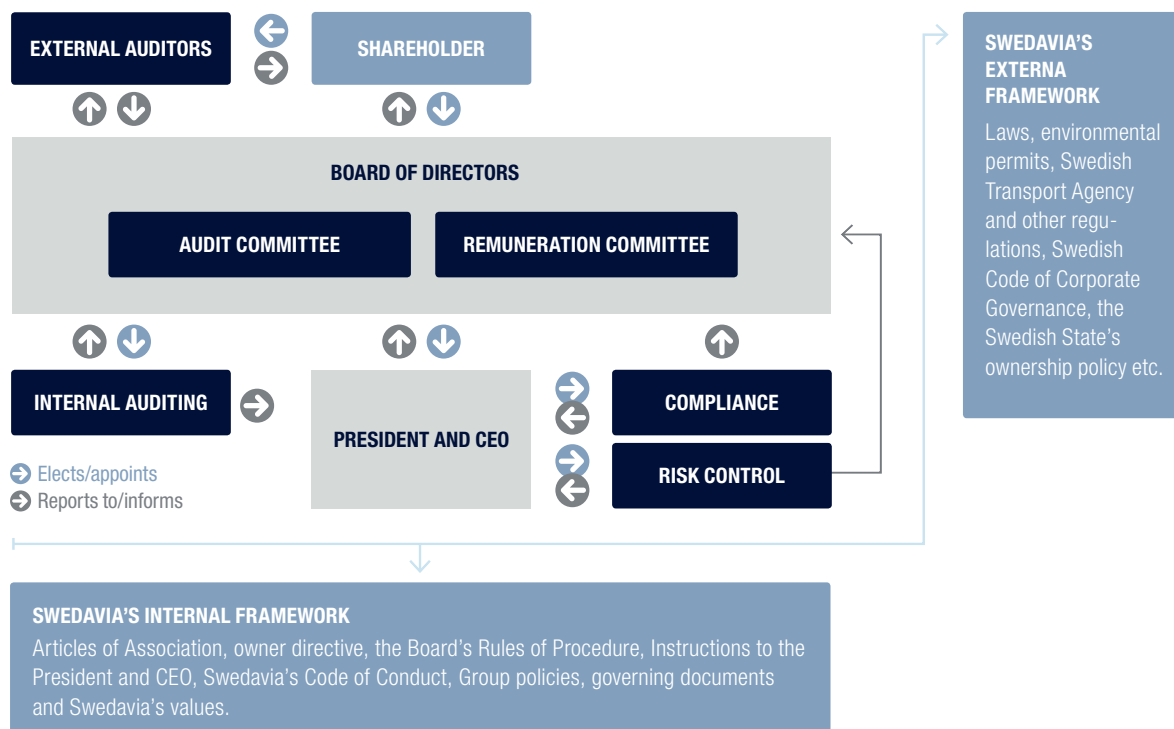 EXTERNAL AUDITORS
SHAREHOLDER
BOARD OF DIRECTORS
AUDIT COMMITTEE
REMUNERATION COMMITTEE
INTERNAL AUDITING
PRESIDENT AND CEO
COMPLIANCE
RISK CONTROL
Elects/appoints
Reports to/informs
SWEDAVIA’S
EXTERNA
FRAMEWORK
Laws, environmental
permits, Swedish
Transport Agency
and other regu-
lations, Swedish
Code of Corporate
Governance, the
Swedish State’s
ownership policy etc.
SWEDAVIA’S INTERNAL FRAMEWORK
Articles of Association, owner directive, the Board’s Rules of Procedure, Instructions to the
President and CEO, Swedavia’s Code of Conduct, Group policies, governing documents
and Swedavia’s values.